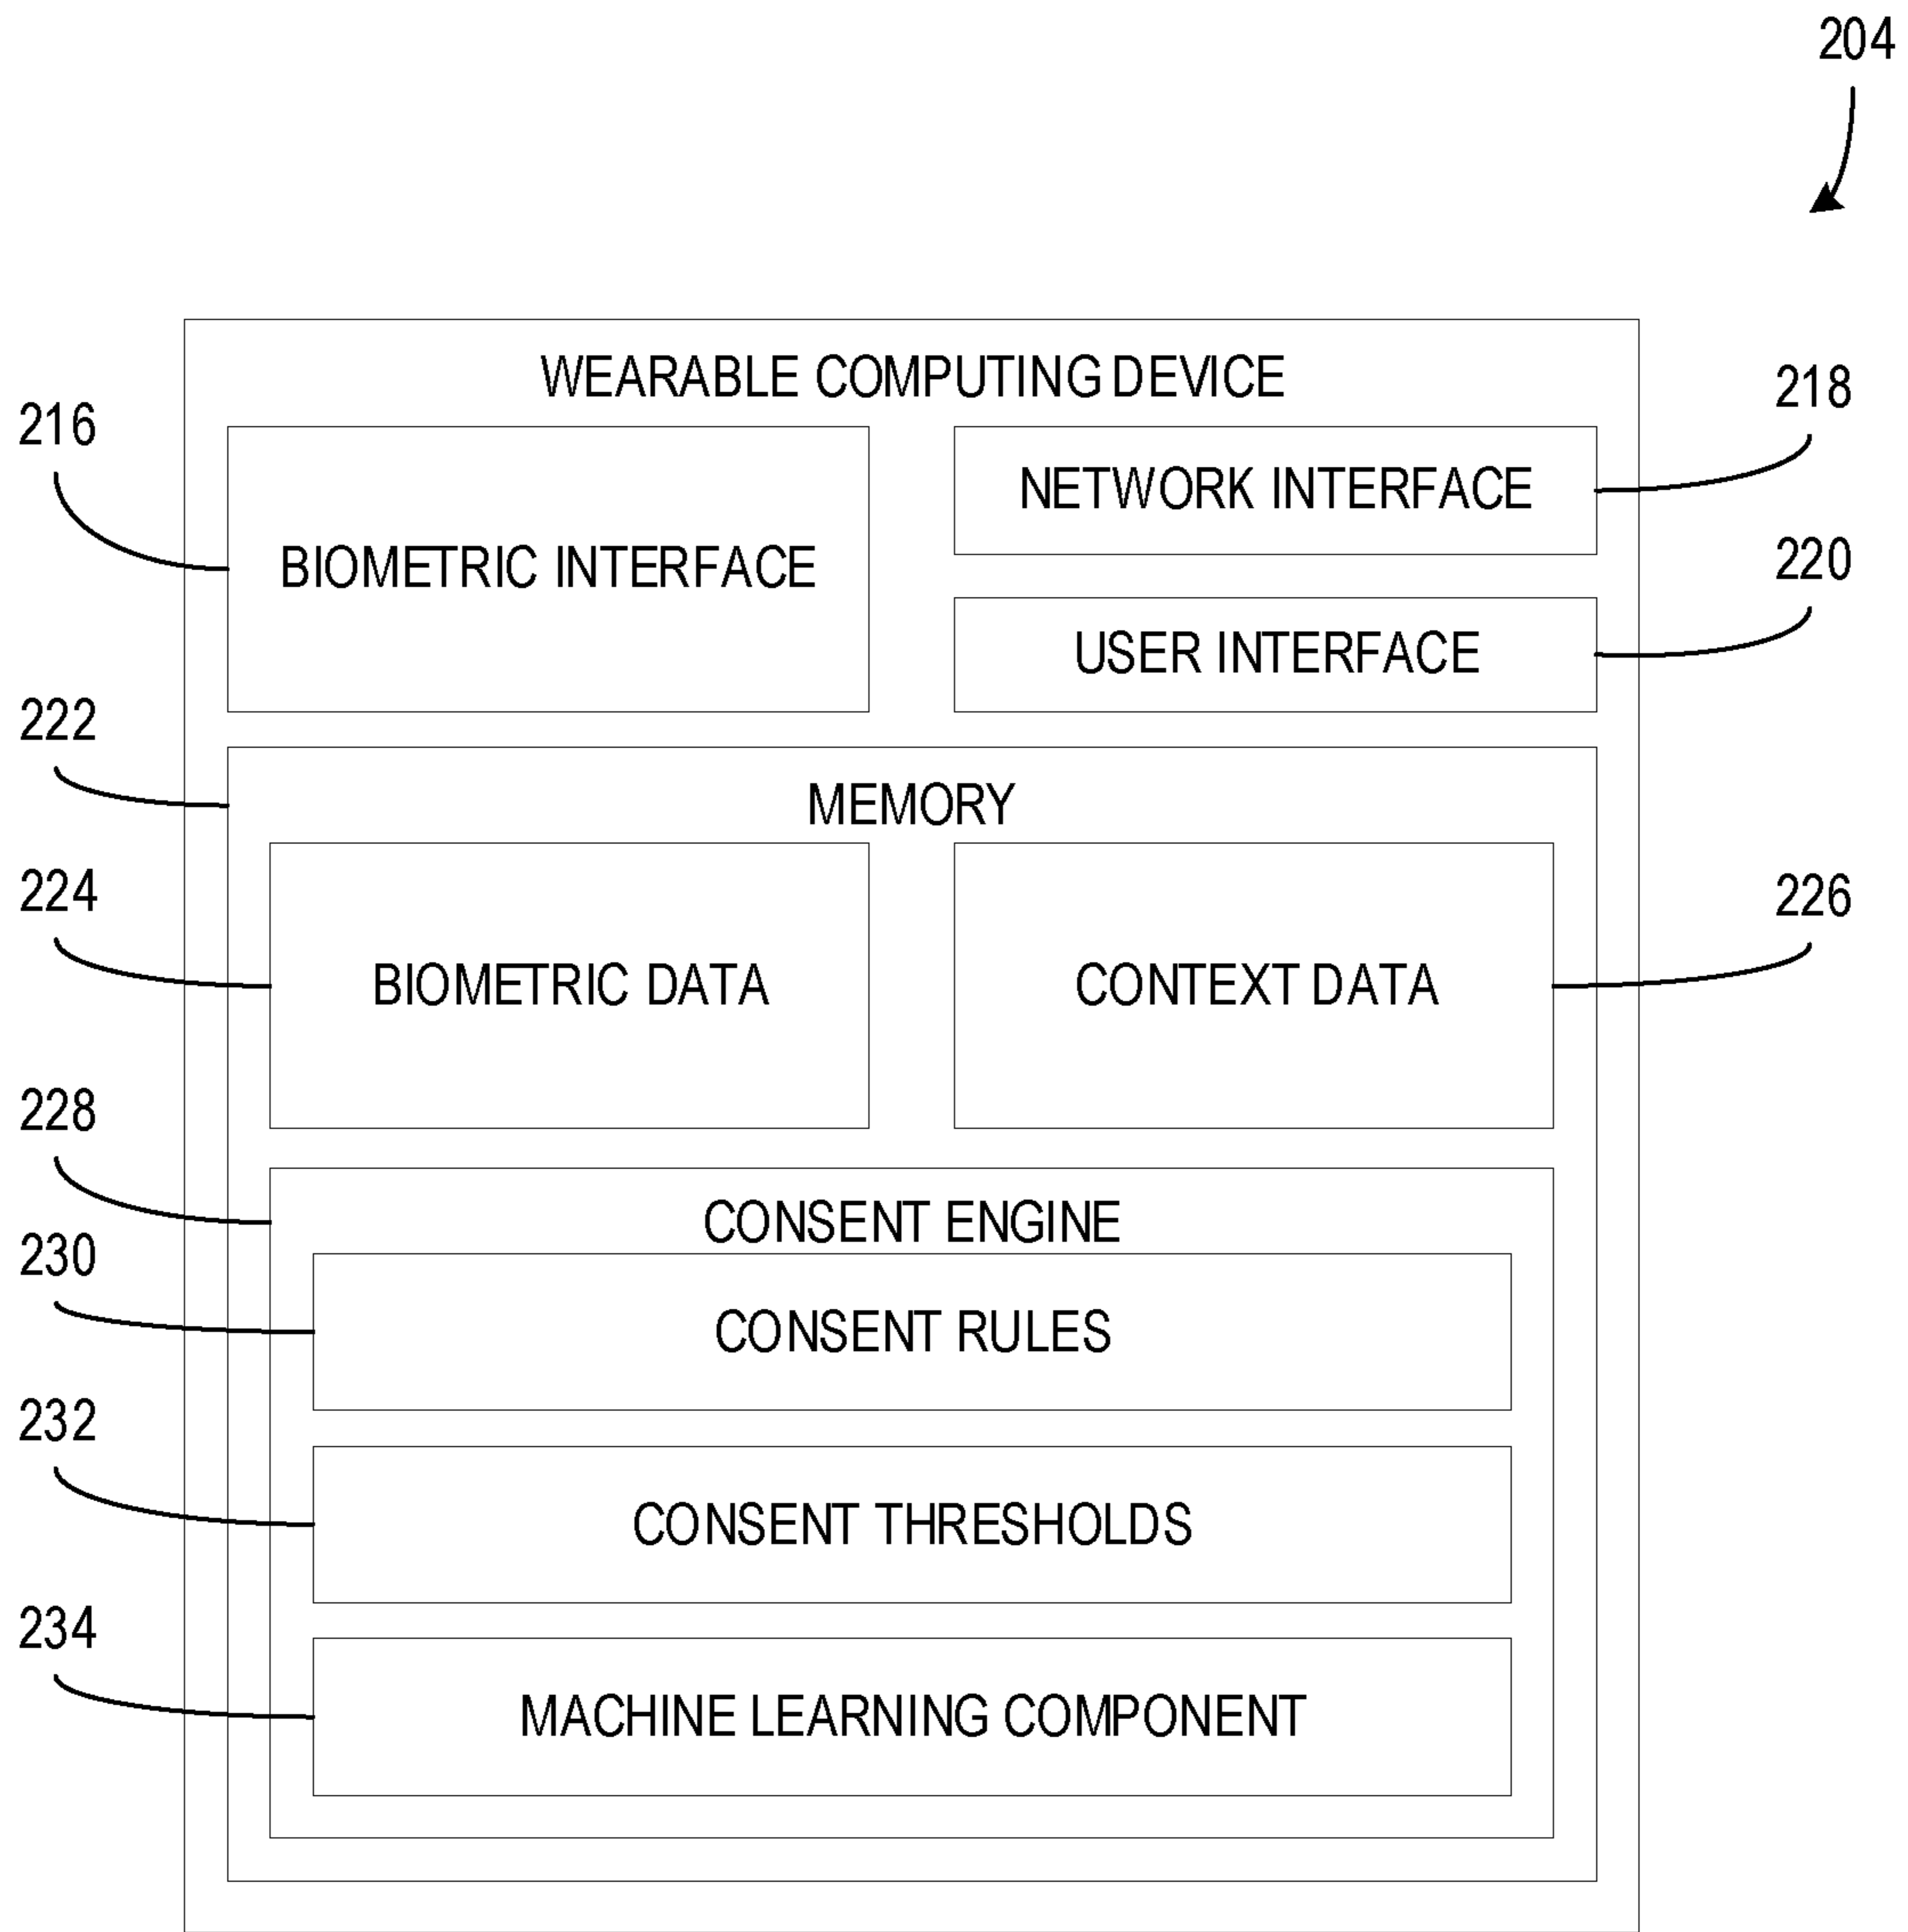 204
WEARABLE COMPUTING DEVICE
216
218
BIOMETRIC INTERFACE
NETWORK INTERFACE
220
USER INTERFACE
222
MEMORY
224
226
BIOMETRIC DATA
CONTEXT DATA
228
CONSENT ENGINE
230
CONSENT RULES
232
CONSENT THRESHOLDS
234
MACHINE LEARNING COMPONENT